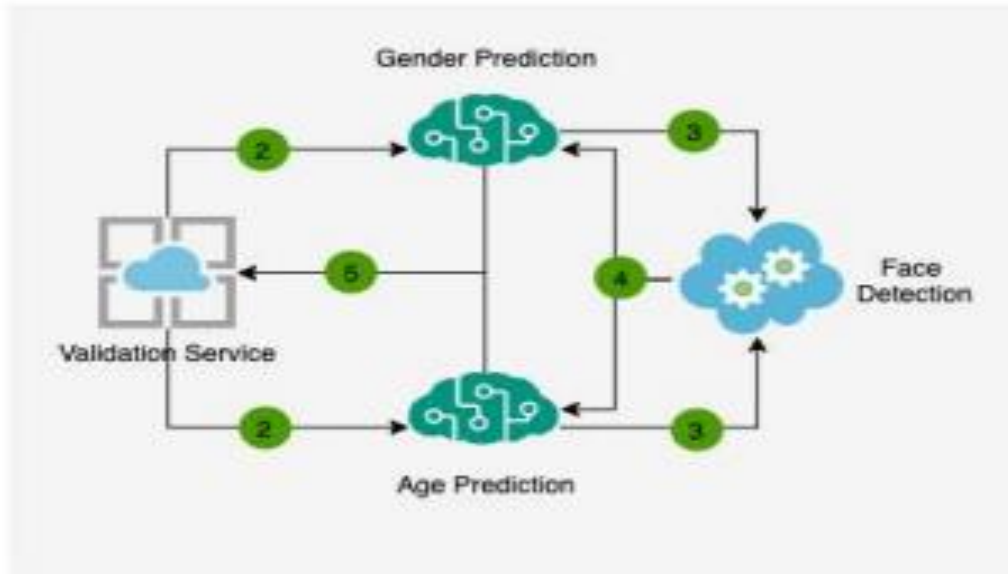 Gender Prediction
2
3
5
4
Face
Detection
Validation Service
2
3
Age Prediction